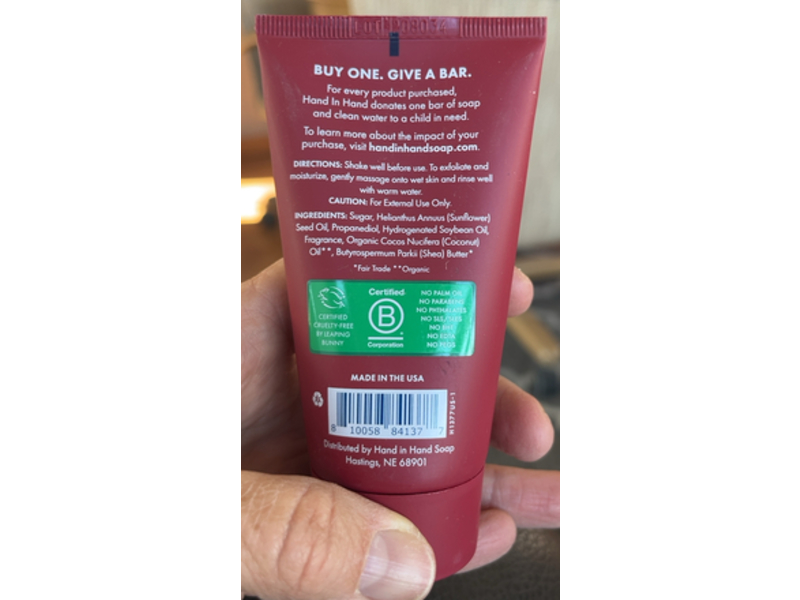 BUY ONE. GIVE A BAR.
For every product purchased,
Hand In Hand donates one bar of soap
and clean water to a child in need.
To learn more about the impact of your
purchase, visit handinhandsoap.com.
DIRECTIONS: Shake well before use. To exfoliate and
moisturize, gently massage onto wet skin and rinse well
with warm water.
CAUTION: For External Use Only.
INGREDIENTS: Sugar, Helianthus Annuus (Sunflower)
Seed Oil, Propanediol, Hydrogenated Soybean Oil,
Fragrance, Organic Cocos Nucifera (Coconut)
Oil**, Butyrospermum Parkii (Shea) Butter*
*Fair Trade **Organic
CERTIFIED
CRUELTY-FREE
BY LEAPING
BUNNY
Certified
B
Corporation
NO PALM OIL
NO PARABENS
NO PHTHALATES
NO SULFATES
MADE IN THE USA
8 10058 84137 7
H1277US-1
Distributed by Hand in Hand Soap
Hastings, NE 68901